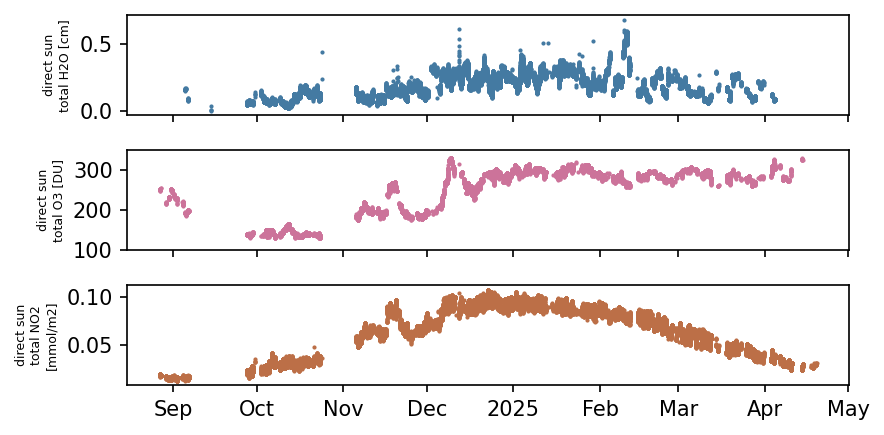 direct sun
total H2O [cm]
0.5
0.0
direct sun
total O3 [DU]
300
200
100
direct sun
total NO2
[mmol/m2]
0.10
0.05
Sep Oct Nov Dec 2025 Feb Mar Apr May